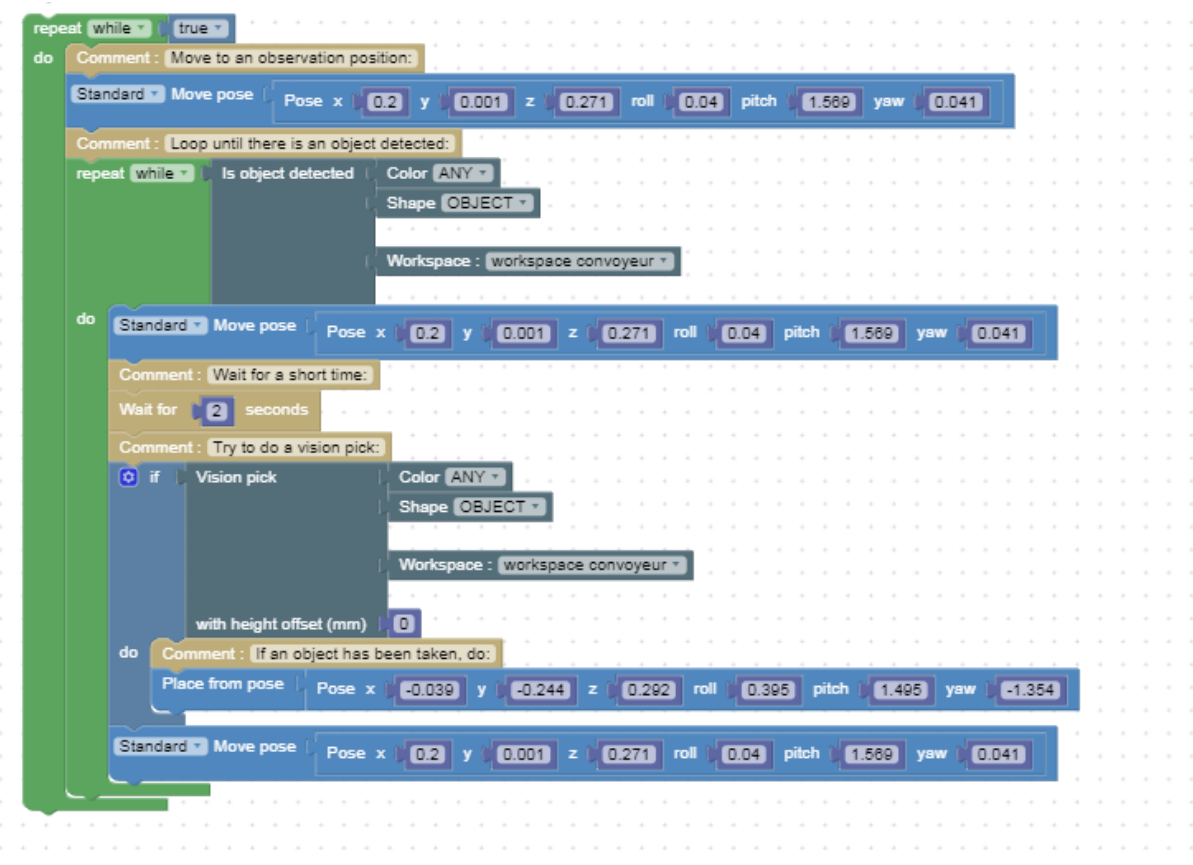 repeat while true
do Comment : Move to an observation position:
Standard Move pose Pose x 0.2 y 0.001 z 0.271 roll 0.04 pitch 1.569 yaw 0.041
Comment : Loop until there is an object detected:
repeat while Is object detected Color ANY
Shape OBJECT
Workspace : workspace convoyeur
do Standard Move pose Pose x 0.2 y 0.001 z 0.271 roll 0.04 pitch 1.569 yaw 0.041
Comment : Wait for a short time:
Wait for 2 seconds
Comment : Try to do a vision pick:
if Vision pick Color ANY
Shape OBJECT
Workspace : workspace convoyeur
with height offset (mm) 0
do Comment : If an object has been taken, do:
Place from pose Pose x -0.039 y -0.244 z 0.292 roll 0.395 pitch 1.495 yaw -1.354
Standard Move pose Pose x 0.2 y 0.001 z 0.271 roll 0.04 pitch 1.569 yaw 0.041